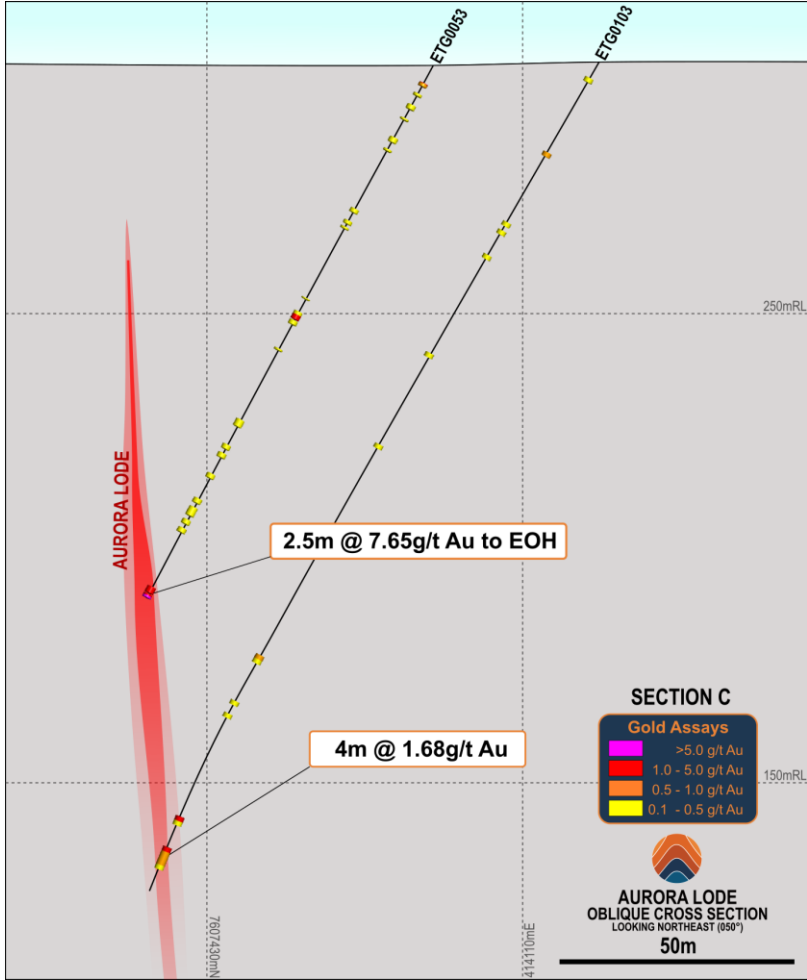 ETG0053
ETG0103
250mRL
AURORA LODE
2.5m @ 7.65g/t Au to EOH
4m @ 1.68g/t Au
SECTION C
Gold Assays
>5.0 g/t Au
1.0 - 5.0 g/t Au
0.5 - 1.0 g/t Au
0.1 - 0.5 g/t Au
150mRL
AURORA LODE
OBLIQUE CROSS SECTION
LOOKING NORTHEAST (050°)
50m
7607430mN
414110mE